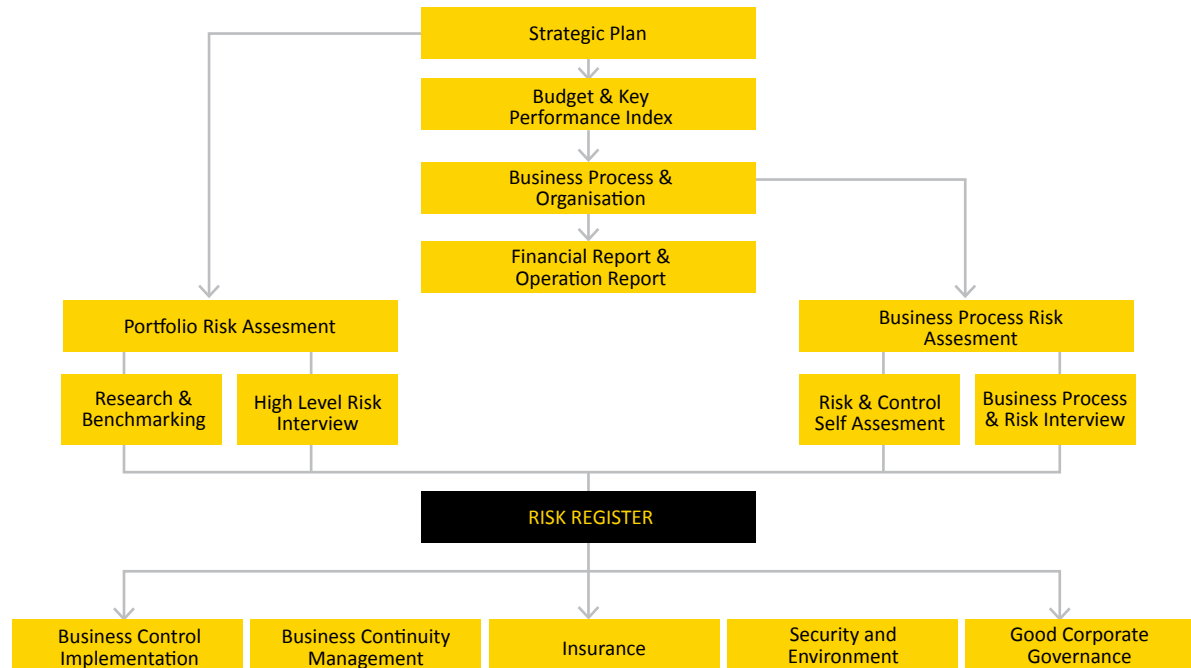 Strategic Plan
Budget & Key
Performance Index
Business Process &
Organisation
Financial Report &
Operation Report
Portfolio Risk Assesment
Business Process Risk
Assesment
Research &
Benchmarking
High Level Risk
Interview
Risk & Control
Self Assesment
Business Process
& Risk Interview
RISK REGISTER
Business Control
Implementation
Business Continuity
Management
Insurance
Security and
Environment
Good Corporate
Governance